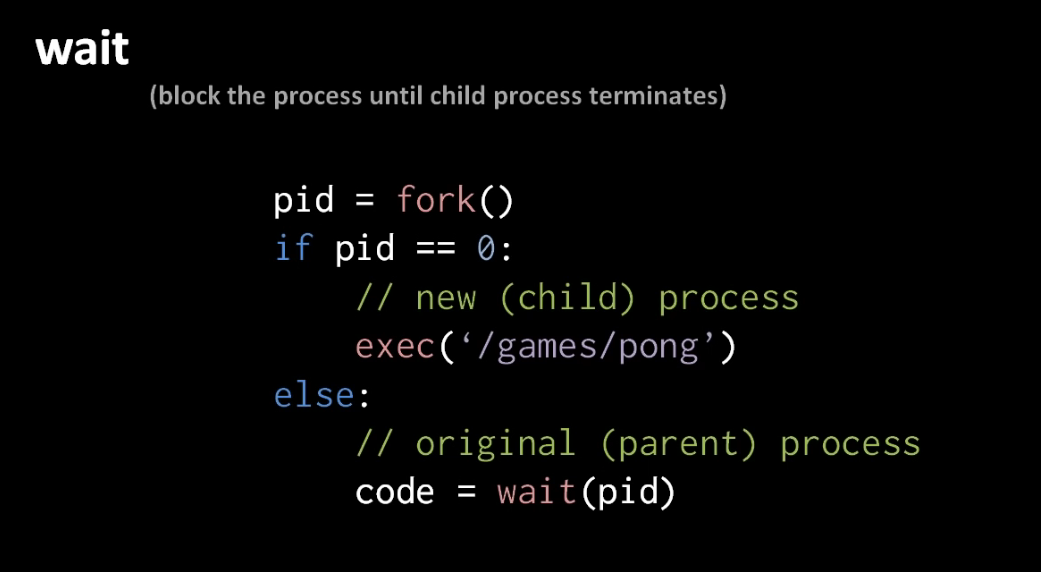 wait
(block the process until child process terminates)
pid = fork()
if pid == 0:
    // new (child) process
    exec(‘/games/pong’)
else:
    // original (parent) process
    code = wait(pid)